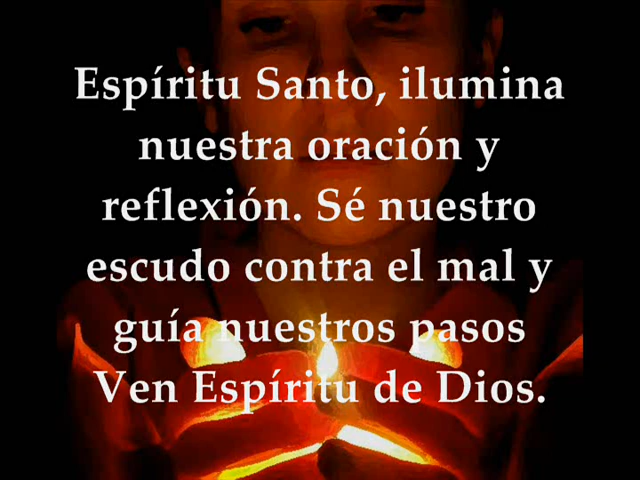 Espíritu Santo, ilumina
nuestra oración y
reflexión. Sé nuestro
escudo contra el mal y
guía nuestros pasos
Ven Espíritu de Dios.